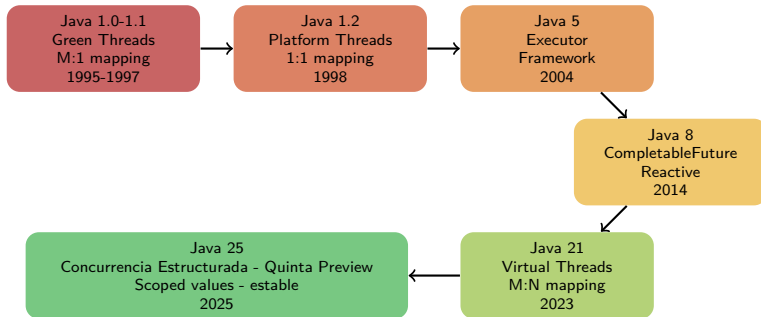 Java 1.0-1.1
Green Threads
M:1 mapping
1995-1997
Java 1.2
Platform Threads
1:1 mapping
1998
Java 5
Executor
Framework
2004
Java 8
CompletableFuture
Reactive
2014
Java 21
Virtual Threads
M:N mapping
2023
Java 25
Concurrencia Estructurada - Quinta Preview
Scoped values - estable
2025